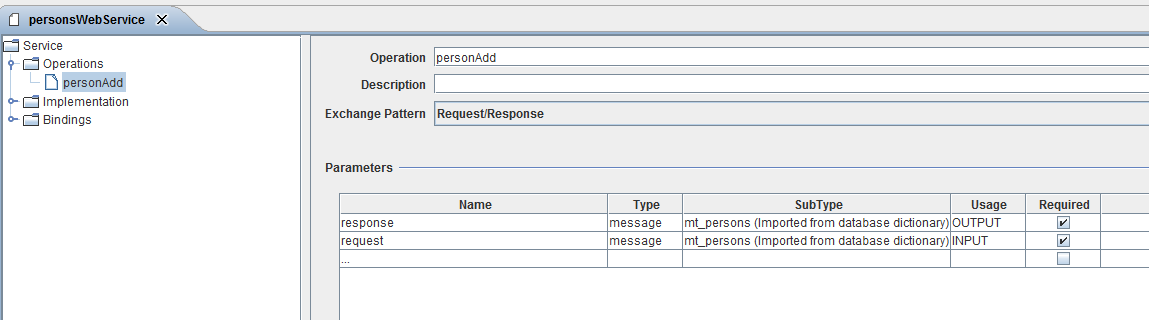 personsWebService
Service
Operations
personAdd
Implementation
Bindings
Operation personAdd
Description
Exchange Pattern Request/Response
Parameters
Name Type SubType Usage Required
response message mt_persons (Imported from database dictionary) OUTPUT
request message mt_persons (Imported from database dictionary) INPUT
...